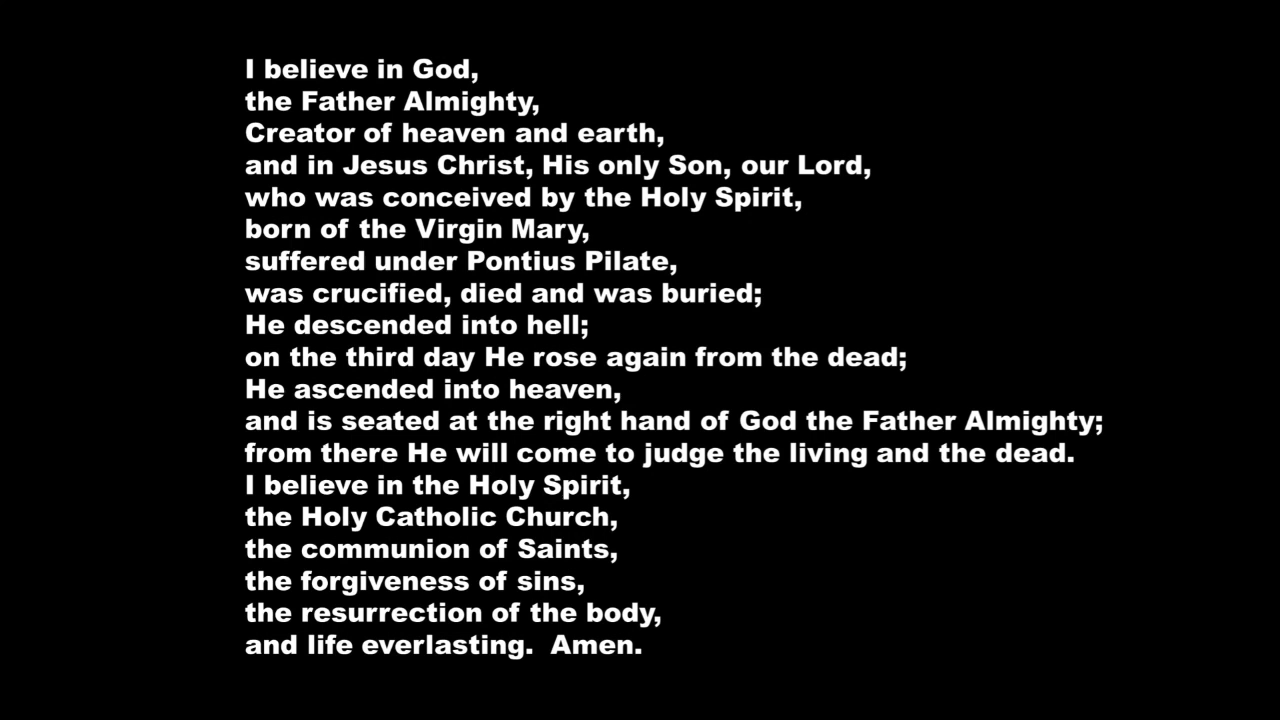 I believe in God,
the Father Almighty,
Creator of heaven and earth,
and in Jesus Christ, His only Son, our Lord,
who was conceived by the Holy Spirit,
born of the Virgin Mary,
suffered under Pontius Pilate,
was crucified, died and was buried;
He descended into hell;
on the third day He rose again from the dead;
He ascended into heaven,
and is seated at the right hand of God the Father Almighty;
from there He will come to judge the living and the dead.
I believe in the Holy Spirit,
the Holy Catholic Church,
the communion of Saints,
the forgiveness of sins,
the resurrection of the body,
and life everlasting.  Amen.